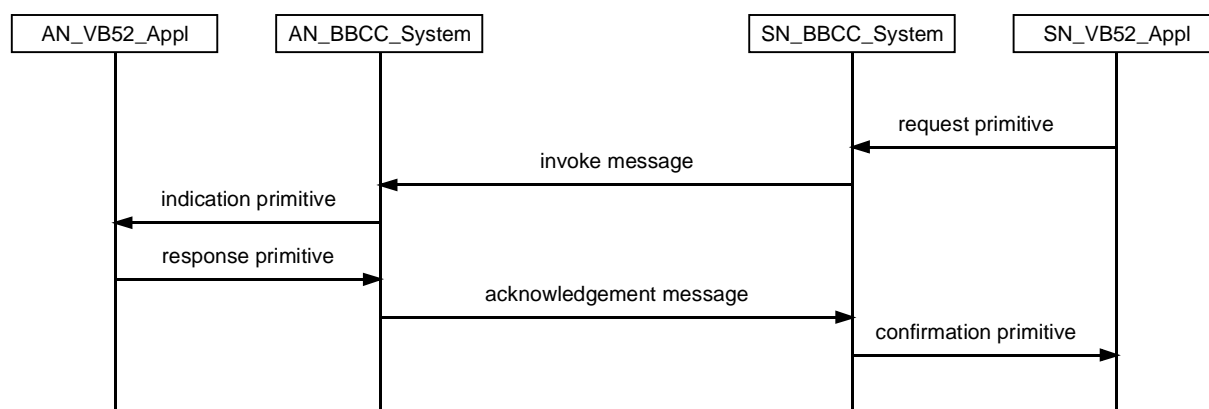 AN_VB52_Appl
AN_BBCC_System
SN_BBCC_System
SN_VB52_Appl
request primitive
invoke message
indication primitive
response primitive
acknowledgement message
confirmation primitive